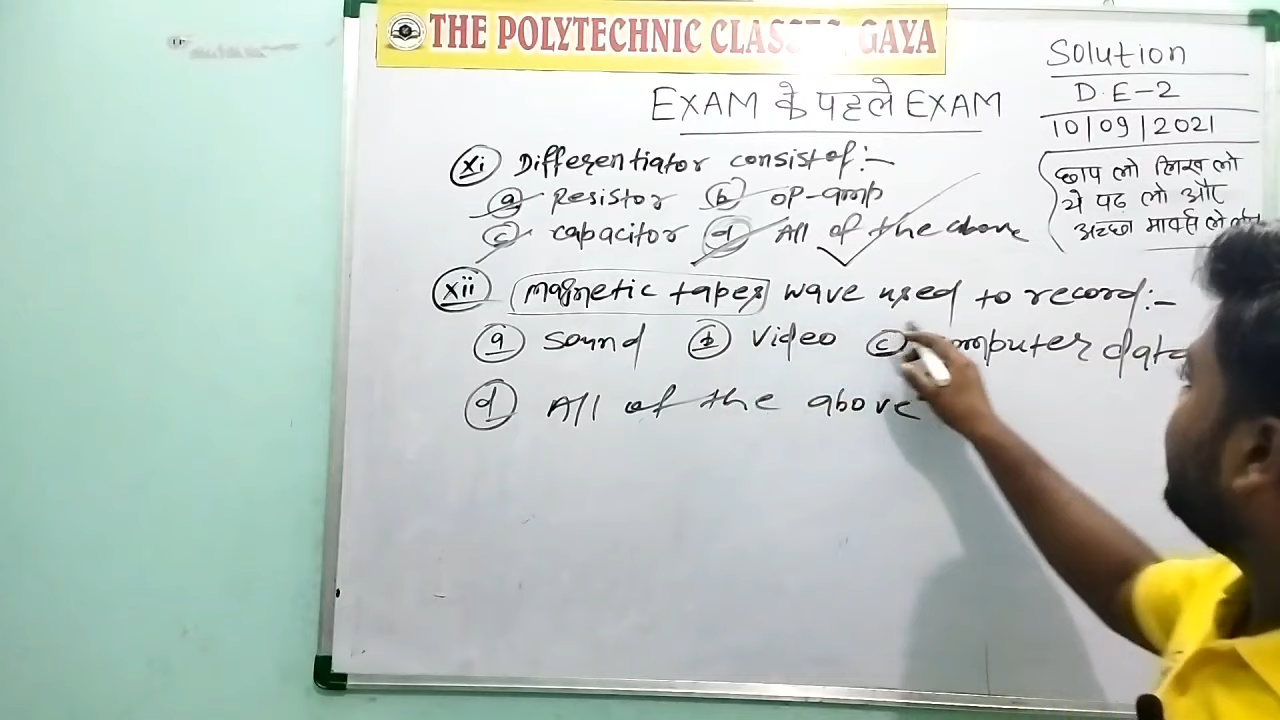 THE POLYTECHNIC CLASSES, GAYA
EXAM के पहले EXAM
Solution
D.E-2
10/09/2021
छाप लो लिख लो
ये पढ़ लो और
अच्छा मार्क्स ले लो
(xi) Differentiator consist of :-
(a) Resistor (b) OP-amp
(c) capacitor (d) All of the above
(xii) Magnetic tapes wave used to record :-
(a) Sound (b) Video (c) computer data
(d) All of the above